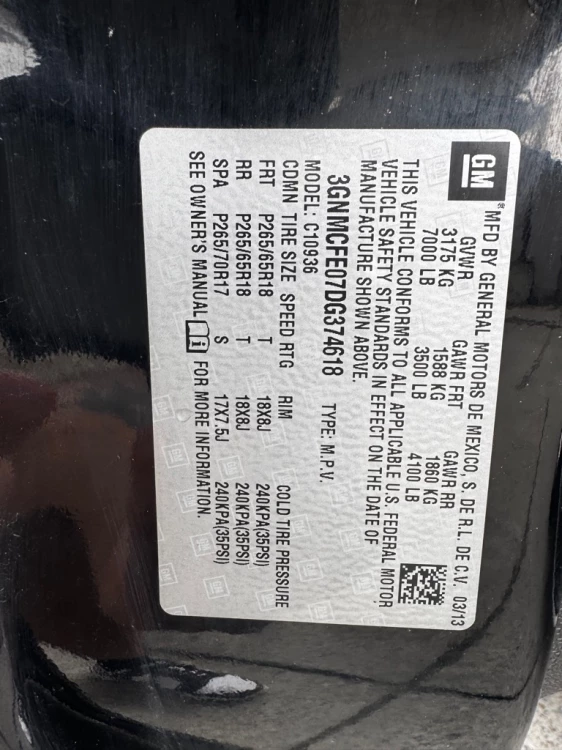 GM
® MFD BY GENERAL MOTORS DE MEXICO, S. DE R.L. DE C.V. 03/13
GVWR GAWR FRT GAWR RR
3175 KG 1588 KG 1860 KG
7000 LB 3500 LB 4100 LB
THIS VEHICLE CONFORMS TO ALL APPLICABLE U.S. FEDERAL MOTOR
VEHICLE SAFETY STANDARDS IN EFFECT ON THE DATE OF
MANUFACTURE SHOWN ABOVE.
3GNMCFE07DG374618 TYPE: M.P.V.
MODEL: C10936
CDMN TIRE SIZE SPEED RTG RIM COLD TIRE PRESSURE
FRT P265/65R18 T 18X8J 240KPA(35PSI)
RR P265/65R18 T 18X8J 240KPA(35PSI)
SPA P265/70R17 S 17X7.5J 240KPA(35PSI)
SEE OWNER'S MANUAL FOR MORE INFORMATION.